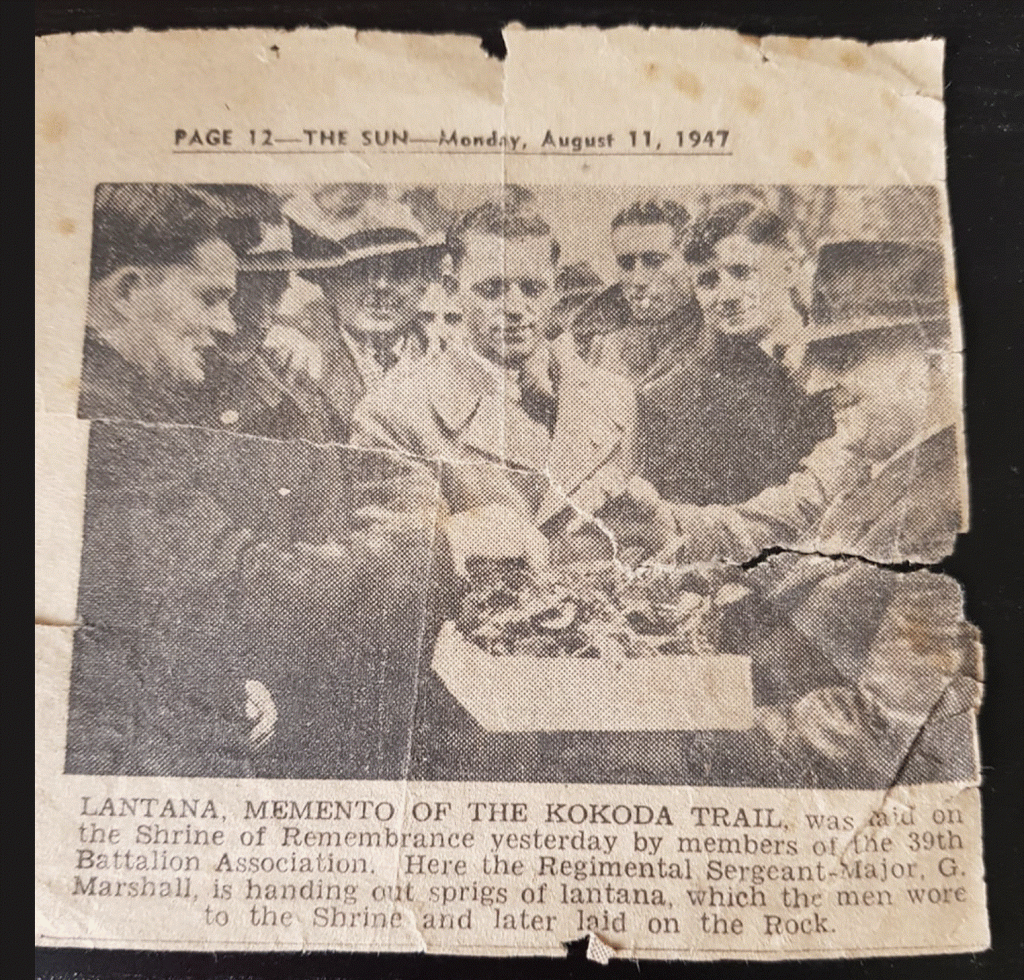 PAGE 12—THE SUN—Monday, August 11, 1947
LANTANA, MEMENTO OF THE KOKODA TRAIL, was laid on
the Shrine of Remembrance yesterday by members of the 39th
Battalion Association. Here the Regimental Sergeant-Major, G.
Marshall, is handing out sprigs of lantana, which the men wore
to the Shrine and later laid on the Rock.